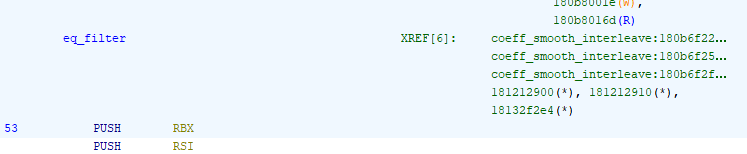 180b8001e(W),
180b8016d(R)
eq_filter XREF[6]: coeff_smooth_interleave:180b6f22...
coeff_smooth_interleave:180b6f25...
coeff_smooth_interleave:180b6f2f...
181212900(*), 181212910(*),
18132f2e4(*)
53 PUSH RBX
PUSH RSI